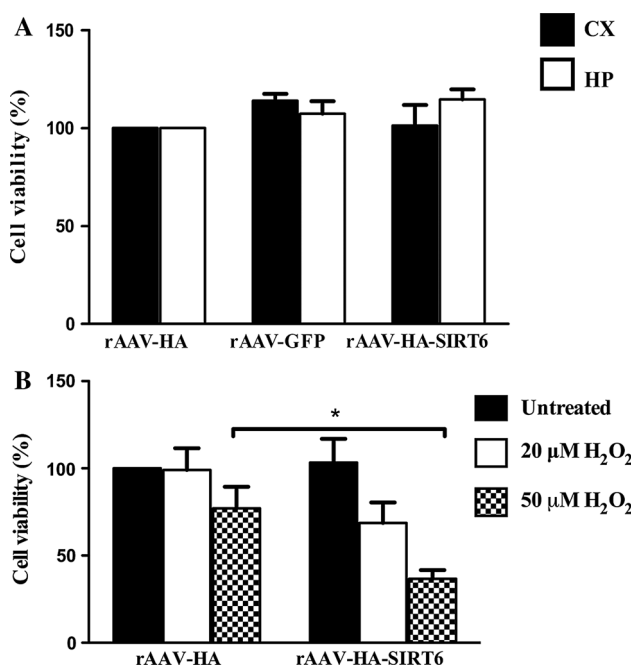 A
CX
HP
Cell viability (%)
150
100
50
0
rAAV-HA rAAV-GFP rAAV-HA-SIRT6
B
Untreated
20 µM H₂O₂
50 µM H₂O₂
Cell viability (%)
150
100
50
0
*
rAAV-HA rAAV-HA-SIRT6